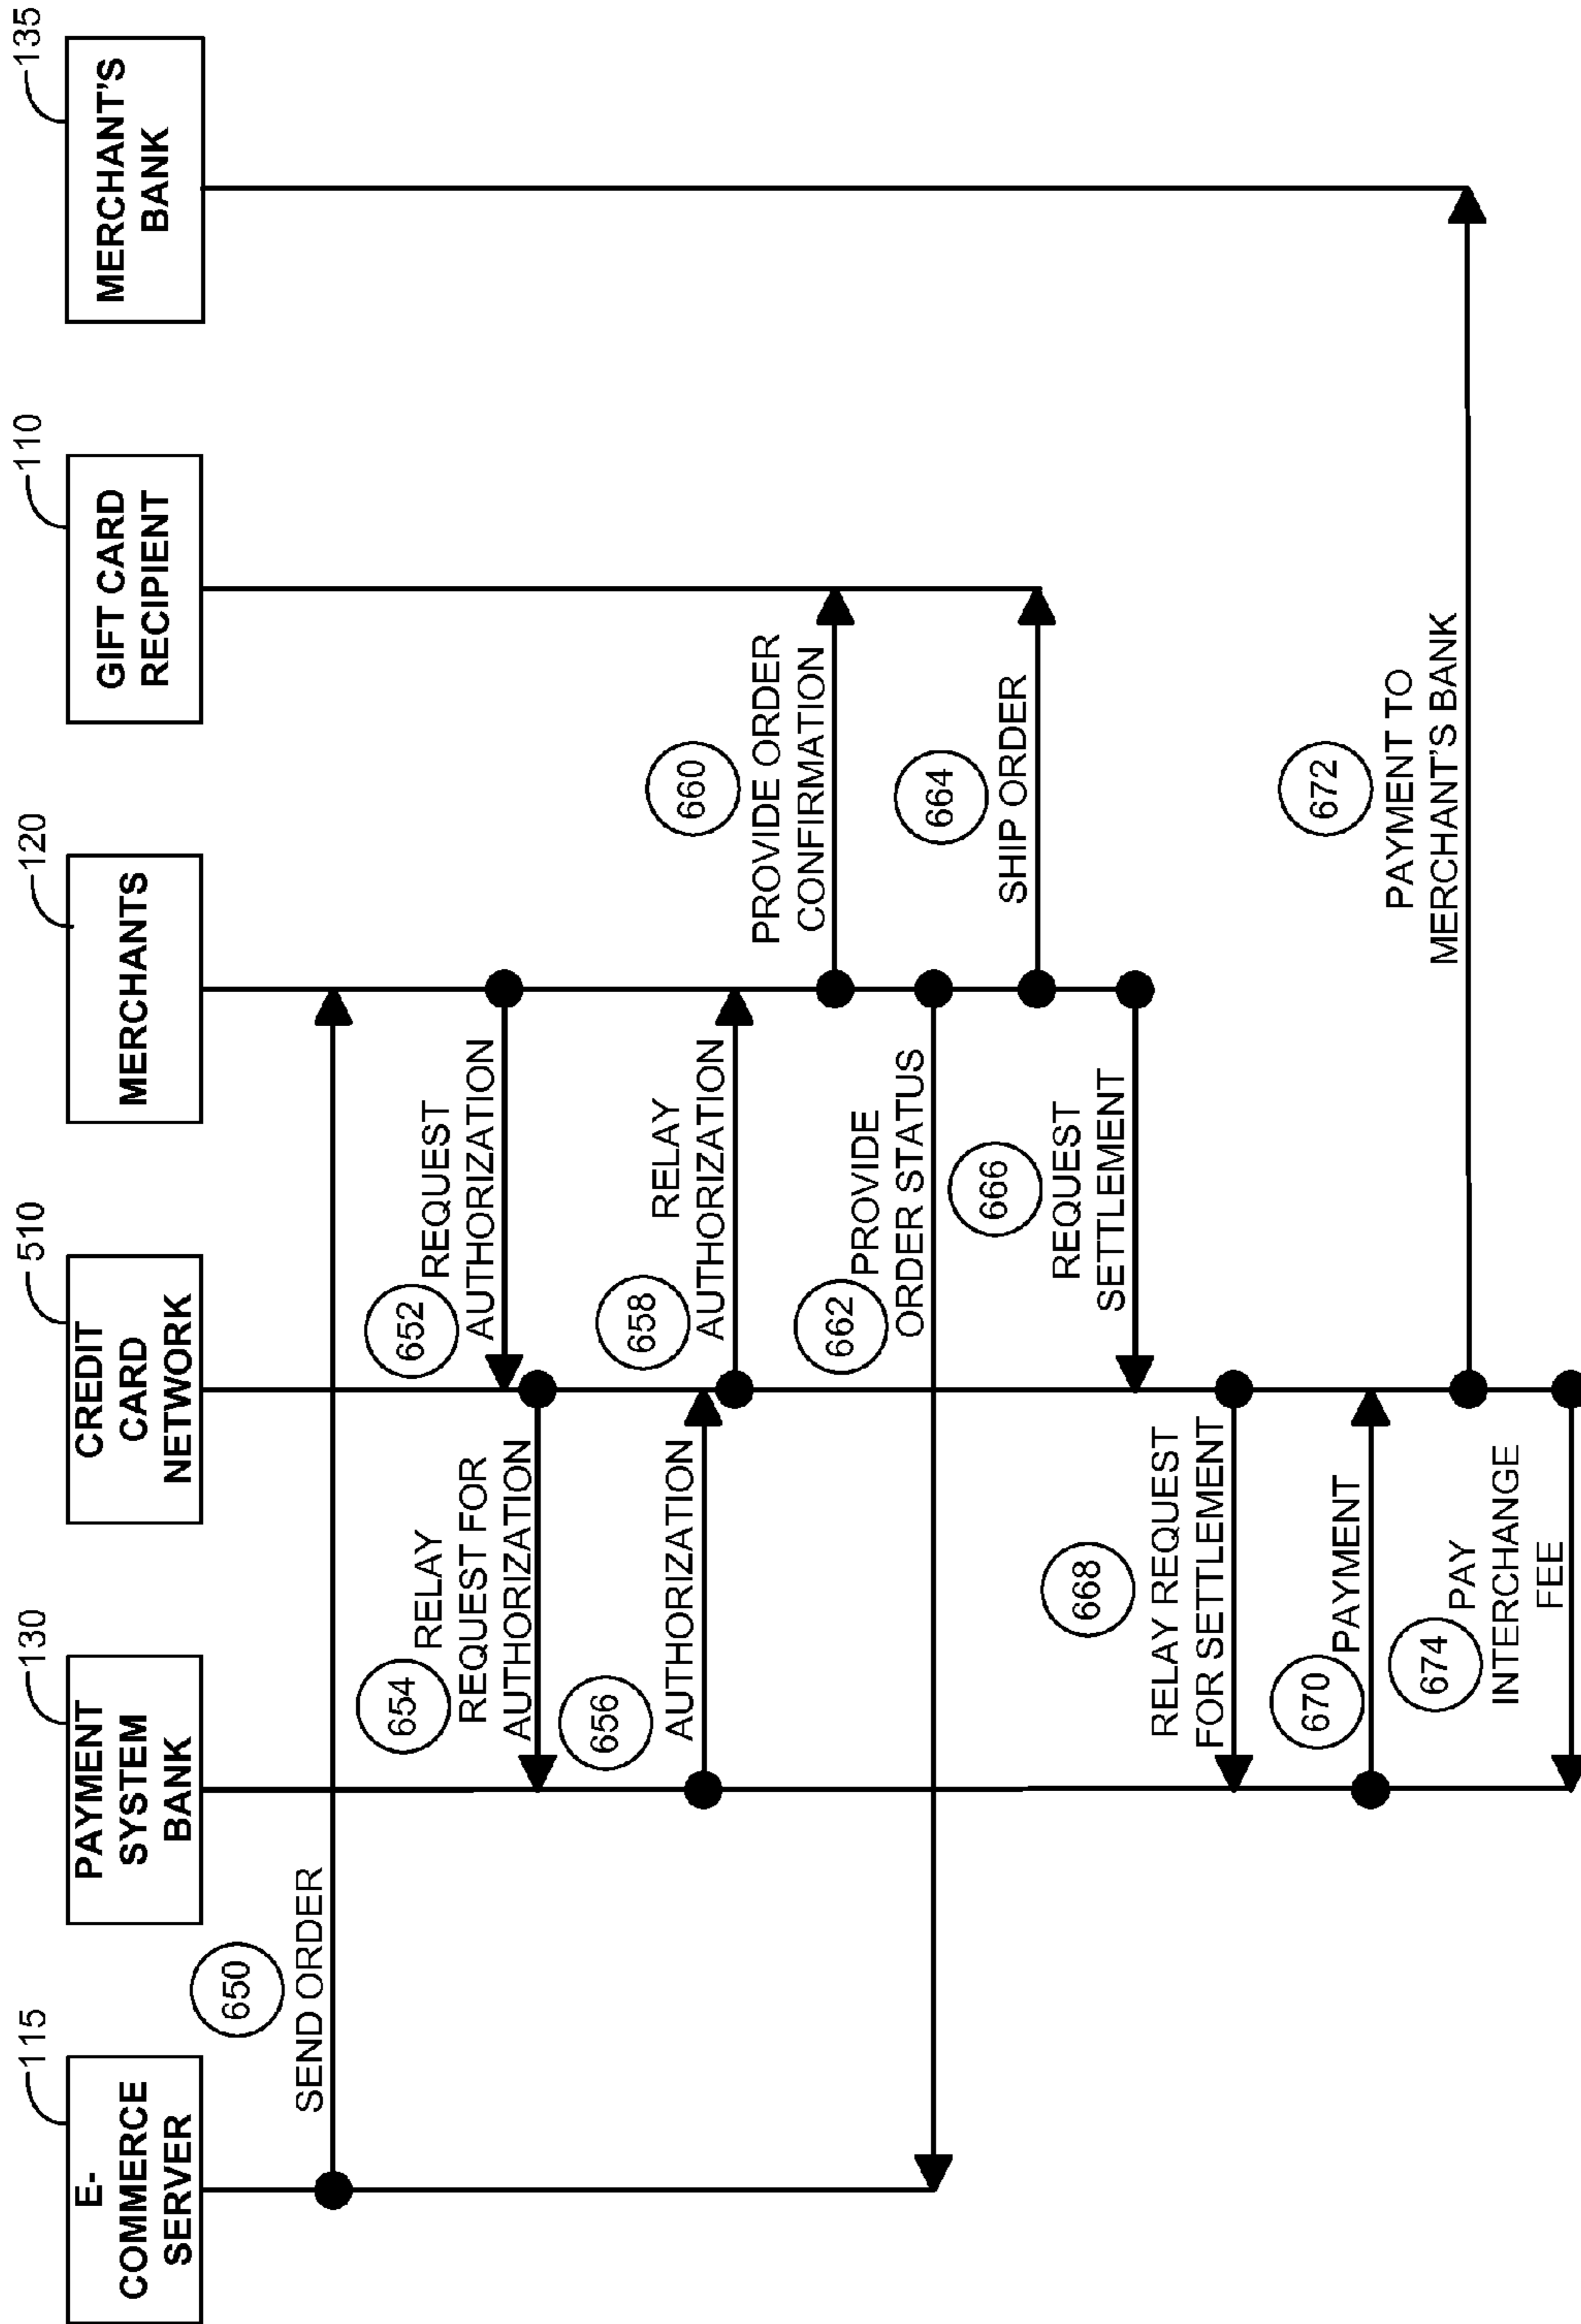 115
E-
COMMERCE
SERVER
130
PAYMENT
SYSTEM
BANK
510
CREDIT
CARD
NETWORK
120
MERCHANTS
110
GIFT CARD
RECIPIENT
135
MERCHANT'S
BANK
650
SEND ORDER
652
REQUEST
AUTHORIZATION
654
RELAY
REQUEST FOR
AUTHORIZATION
656
AUTHORIZATION
658
RELAY
AUTHORIZATION
660
PROVIDE ORDER
CONFIRMATION
662
PROVIDE
ORDER STATUS
664
SHIP ORDER
666
REQUEST
SETTLEMENT
668
RELAY REQUEST
FOR SETTLEMENT
670
PAYMENT
672
PAYMENT TO
MERCHANT'S BANK
674
PAY
INTERCHANGE
FEE